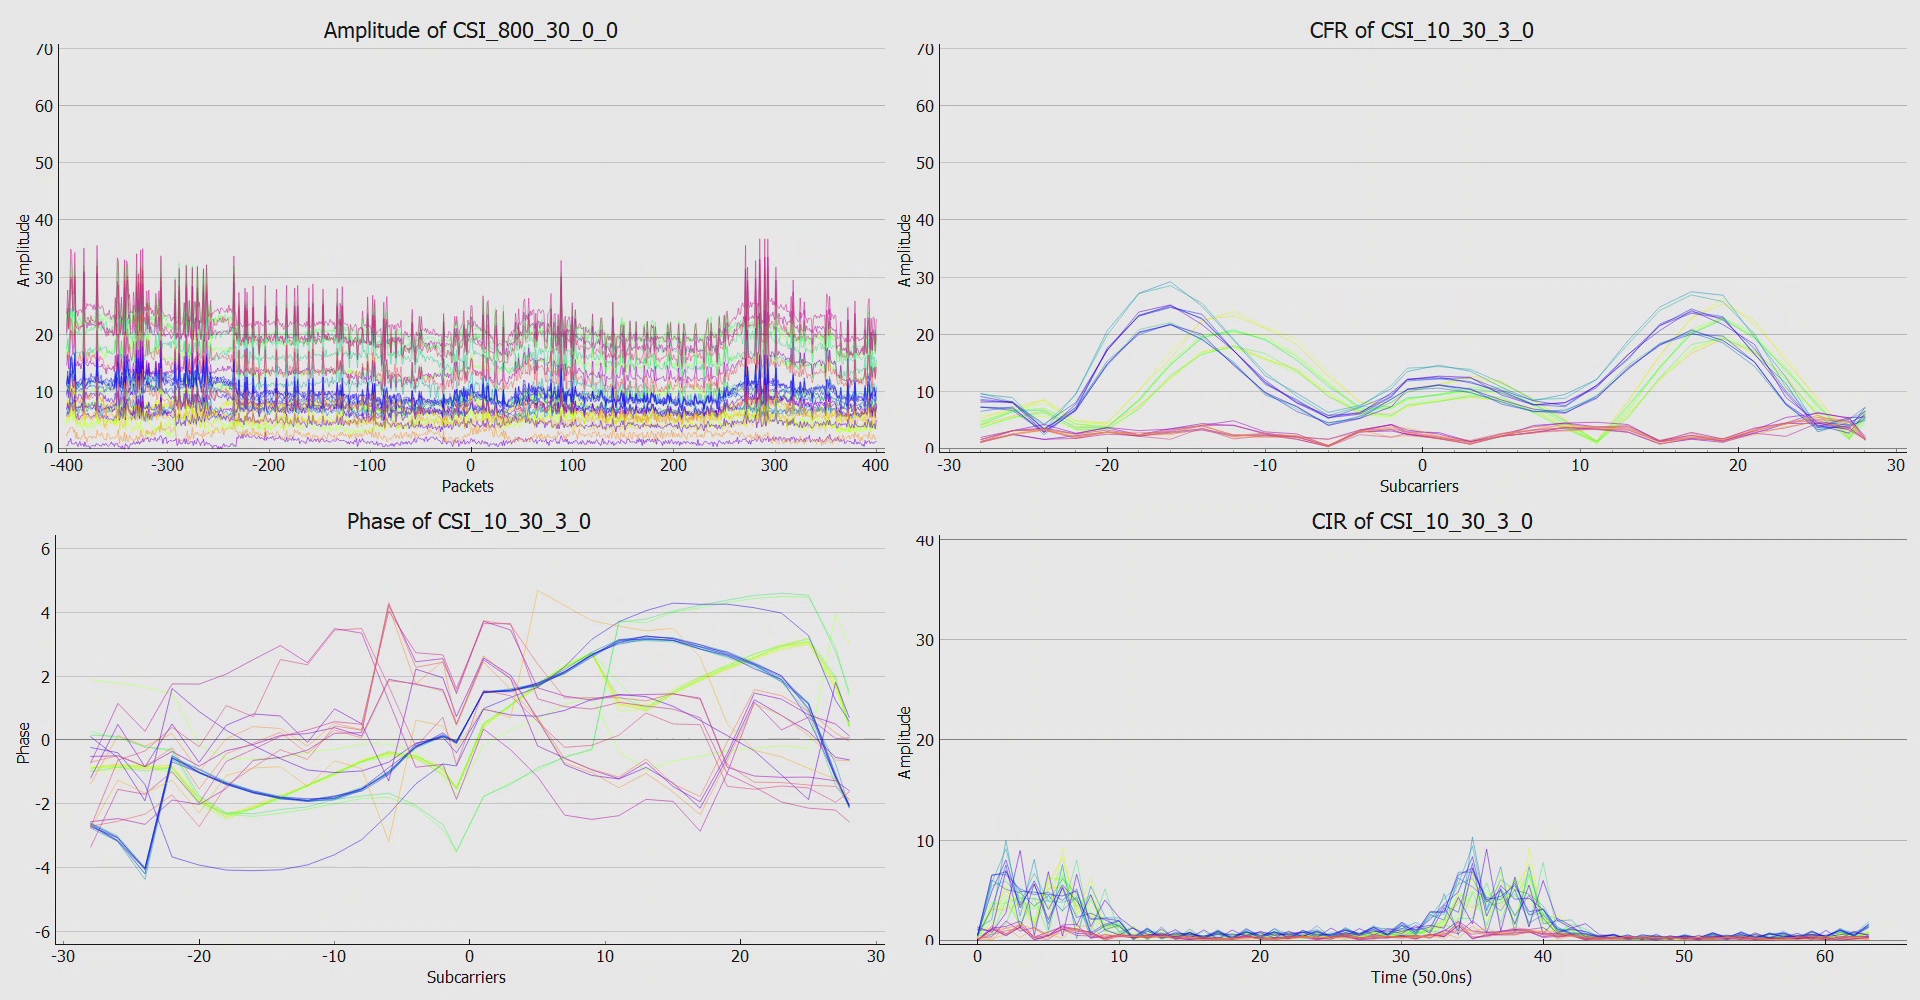 Amplitude of CSI_800_30_0_0
70
60
50
40
30
20
10
0
Amplitude
-400 -300 -200 -100 0 100 200 300 400
Packets
CFR of CSI_10_30_3_0
70
60
50
40
30
20
10
0
Amplitude
-30 -20 -10 0 10 20 30
Subcarriers
Phase of CSI_10_30_3_0
6
4
2
0
-2
-4
-6
Phase
-30 -20 -10 0 10 20 30
Subcarriers
CIR of CSI_10_30_3_0
40
30
20
10
0
Amplitude
0 10 20 30 40 50 60
Time (50.0ns)